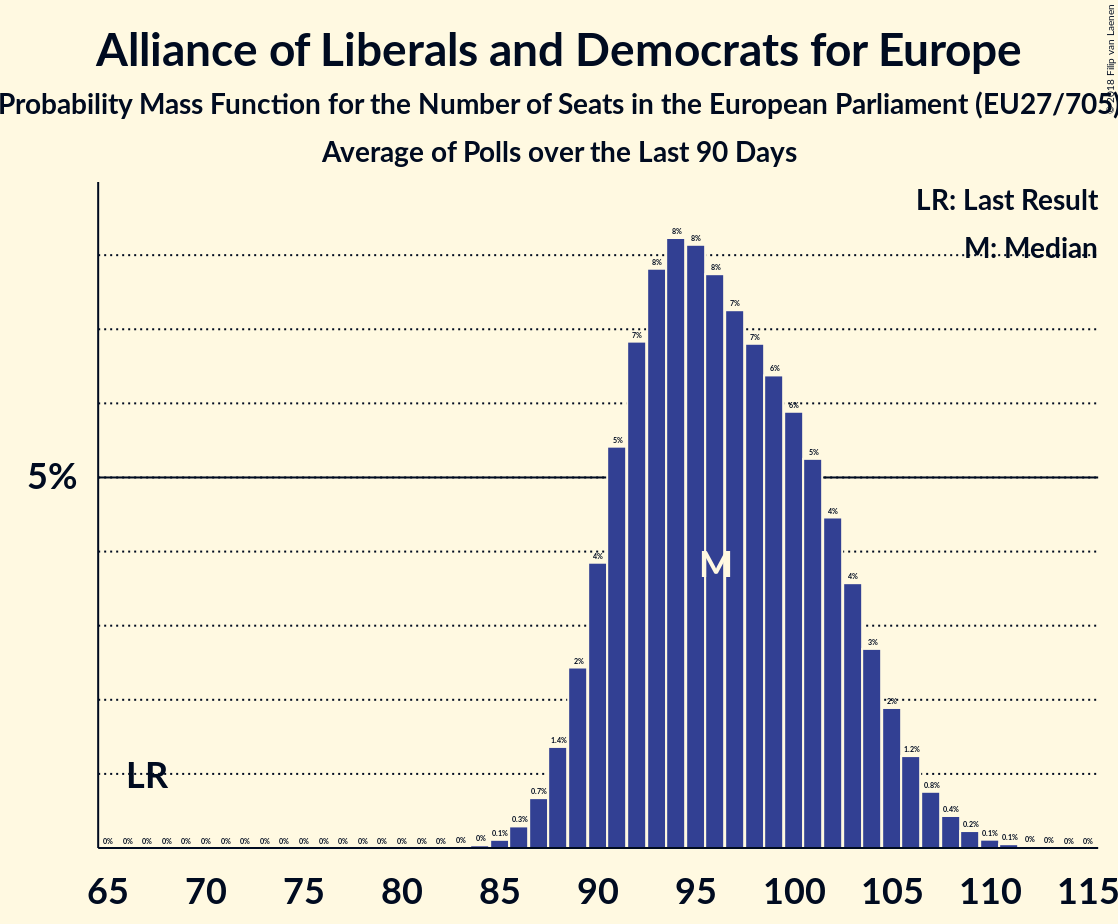 Alliance of Liberals and Democrats for Europe
Probability Mass Function for the Number of Seats in the European Parliament (EU27/705)
Average of Polls over the Last 90 Days
© 2018 Filip van Laenen
LR: Last Result
M: Median
8%
8%
8%
8%
7%
7%
7%
6%
6%
5%
5%
5%
4%
4%
4%
M
3%
2%
2%
1.4%
1.2%
LR
0.7%
0.8%
0.3%
0.4%
0.1%
0.2%
0% 0% 0% 0% 0% 0% 0% 0% 0% 0% 0% 0% 0% 0% 0% 0% 0% 0% 0% 0% 0.1% 0.1% 0% 0% 0% 0%
65 70 75 80 85 90 95 100 105 110 115